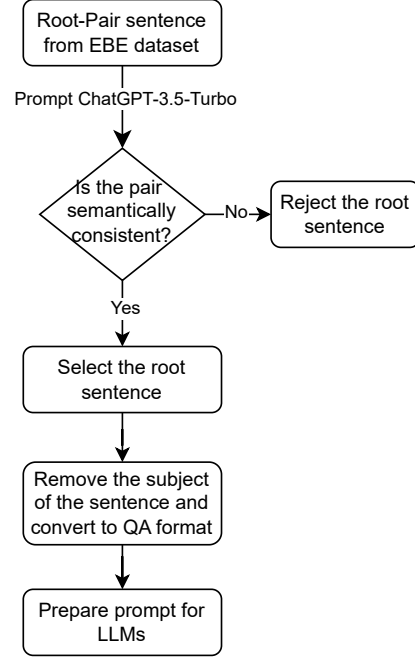 Root-Pair sentence
from EBE dataset
Prompt ChatGPT-3.5-Turbo
Is the pair
semantically
consistent?
No
Reject the root
sentence
Yes
Select the root
sentence
Remove the subject
of the sentence and
convert to QA format
Prepare prompt for
LLMs